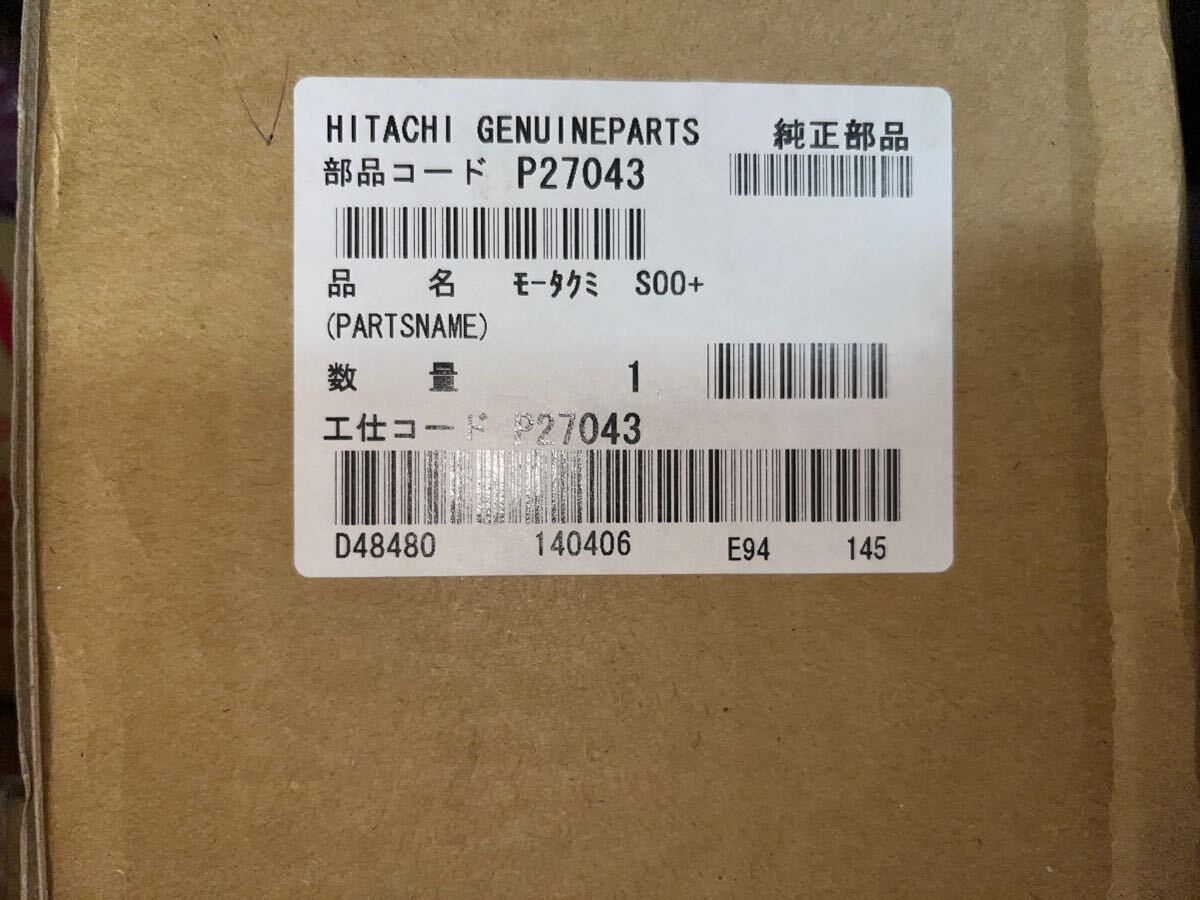 HITACHI GENUINEPARTS 純正部品
部品コード P27043
品 名 モータクミ S00+
(PARTSNAME)
数 量 1
工仕コード P27043
D48480 140406 E94 145